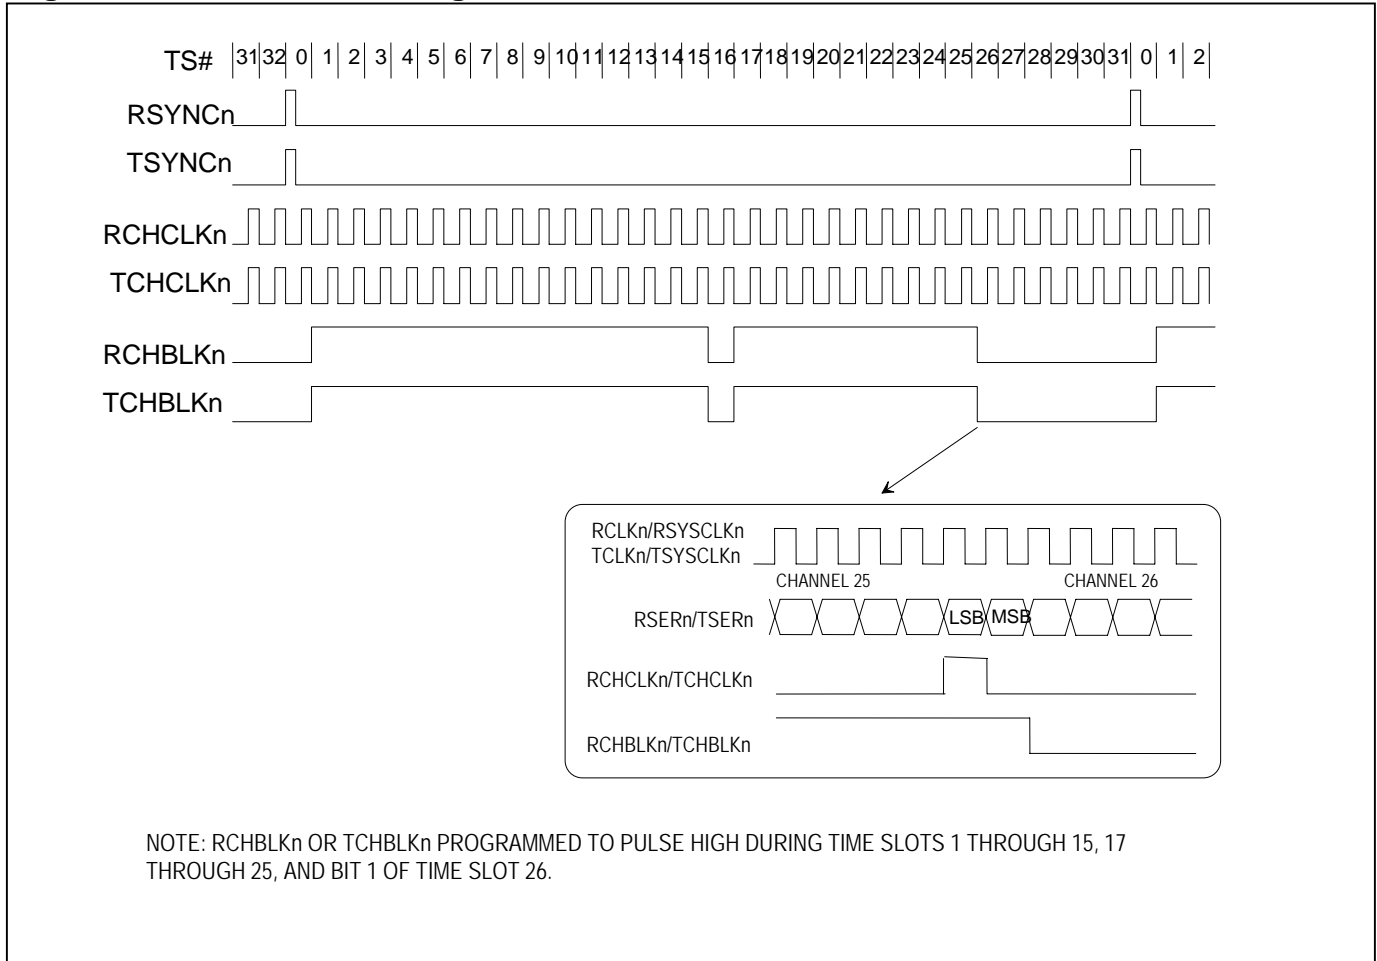 TS# 31 32 0 1 2 3 4 5 6 7 8 9 10 11 12 13 14 15 16 17 18 19 20 21 22 23 24 25 26 27 28 29 30 31 0 1 2
RSYNCn
TSYNCn
RCHCLKn
TCHCLKn
RCHBLKn
TCHBLKn
RCLKn/RSYSCLKn
TCLKn/TSYSCLKn
CHANNEL 25 CHANNEL 26
RSERn/TSERn LSB MSB
RCHCLKn/TCHCLKn
RCHBLKn/TCHBLKn
NOTE: RCHBLKn OR TCHBLKn PROGRAMMED TO PULSE HIGH DURING TIME SLOTS 1 THROUGH 15, 17
THROUGH 25, AND BIT 1 OF TIME SLOT 26.